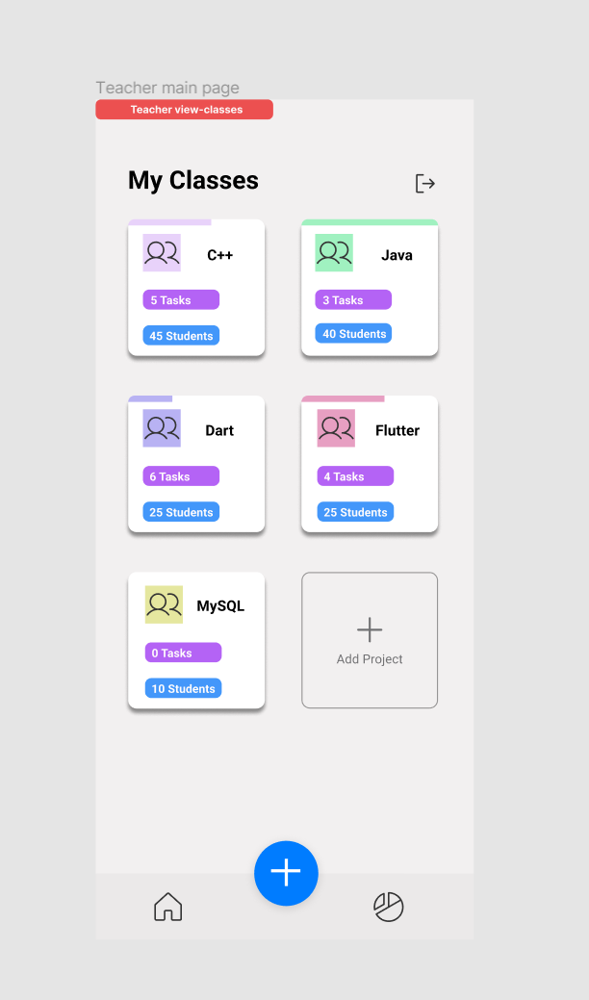 Teacher main page
Teacher view-classes
My Classes
C++
5 Tasks
45 Students
Java
3 Tasks
40 Students
Dart
6 Tasks
25 Students
Flutter
4 Tasks
25 Students
MySQL
0 Tasks
10 Students
Add Project